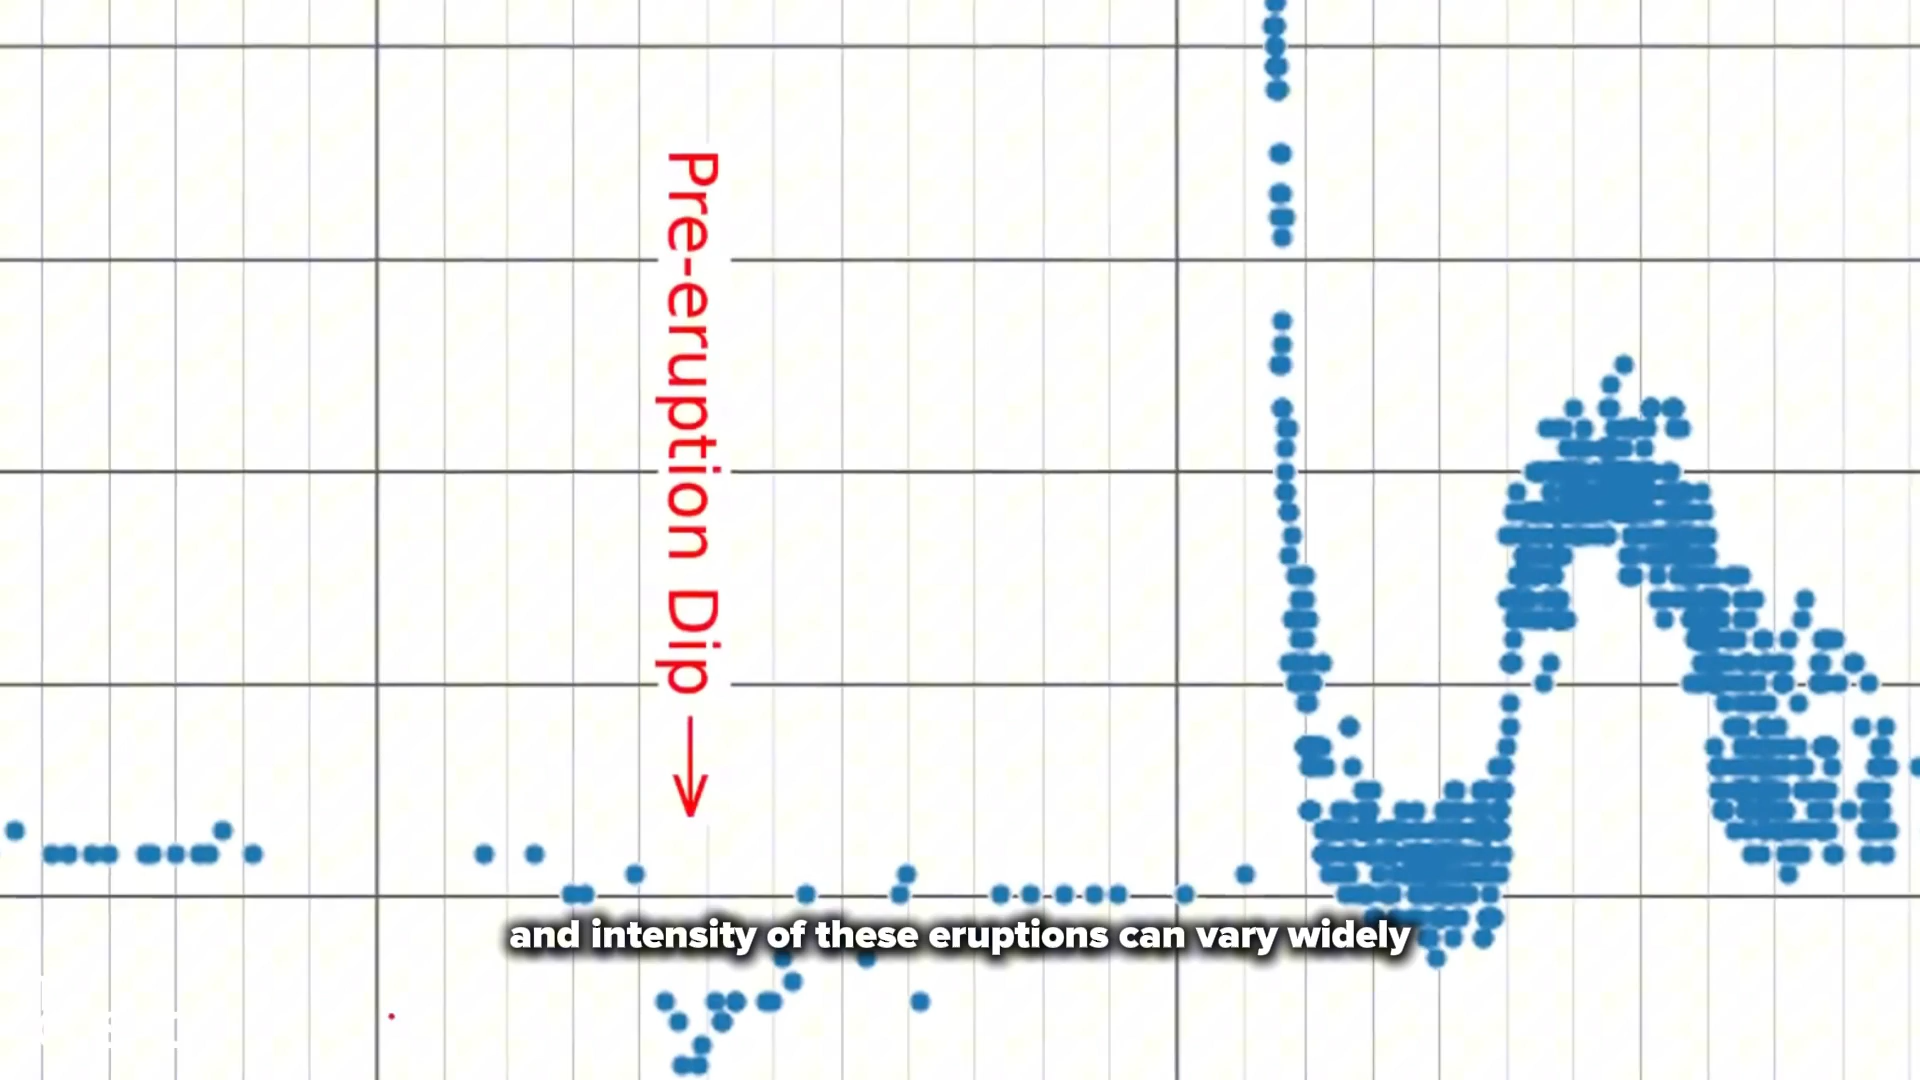 Pre-eruption Dip
and intensity of these eruptions can vary widely